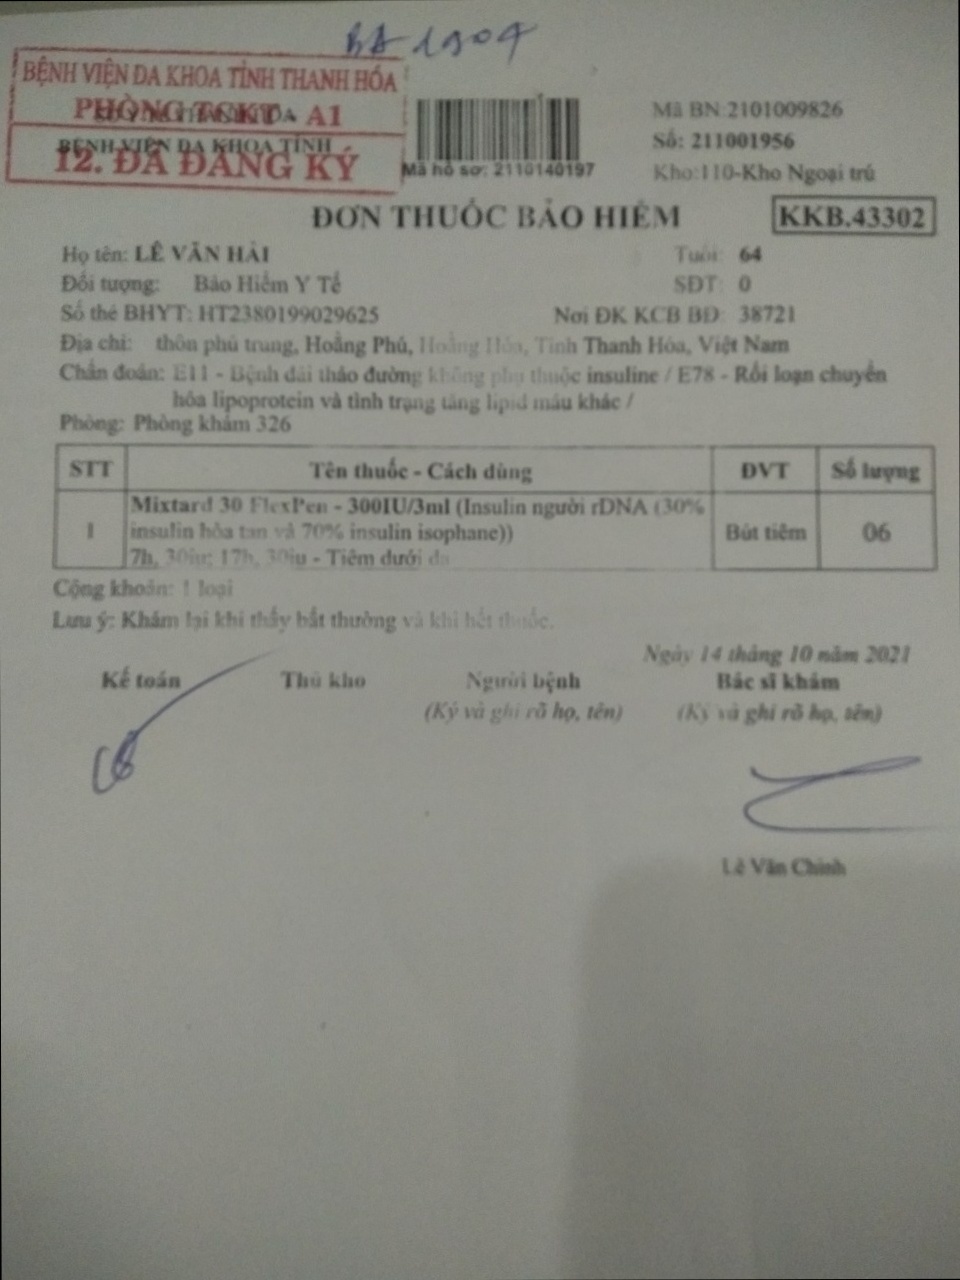 BỆNH VIỆN ĐA KHOA TỈNH THANH HÓA
PHÒNG TCKT - A1
BỆNH VIỆN ĐA KHOA TỈNH
12. ĐÃ ĐĂNG KÝ
Mã hồ sơ: 2110140197
Mã BN:2101009826
Số: 211001956
Kho:110-Kho Ngoại trú
ĐƠN THUỐC BẢO HIỂM
KKB.43302
Họ tên: LÊ VĂN HẢI Tuổi: 64
Đối tượng: Bảo Hiểm Y Tế SĐT: 0
Số thẻ BHYT: HT2380199029625 Nơi ĐK KCB BĐ: 38721
Địa chỉ: thôn phú trung, Hoằng Phú, Hoằng Hóa, Tỉnh Thanh Hóa, Việt Nam
Chẩn đoán: E11 - Bệnh đái tháo đường không phụ thuộc insuline / E78 - Rối loạn chuyển
hóa lipoprotein và tình trạng tăng lipid máu khác /
Phòng: Phòng khám 326
STT Tên thuốc - Cách dùng ĐVT Số lượng
1 Mixtard 30 FlexPen - 300IU/3ml (Insulin người rDNA (30%
insulin hòa tan và 70% insulin isophane)) Bút tiêm 06
7h, 30iu; 17h, 30iu - Tiêm dưới da
Cộng khoản: 1 loại
Lưu ý: Khám lại khi thấy bất thường và khi hết thuốc.
Ngày 14 tháng 10 năm 2021
Kế toán Thủ kho Người bệnh Bác sĩ khám
(Ký và ghi rõ họ, tên) (Ký và ghi rõ họ, tên)
Lê Văn Chinh